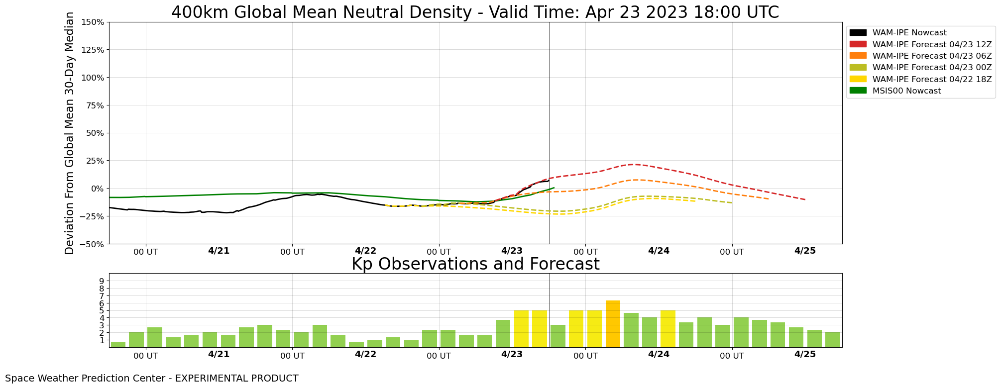 400km Global Mean Neutral Density - Valid Time: Apr 23 2023 18:00 UTC
Deviation From Global Mean 30-Day Median
150%
125%
100%
75%
50%
25%
0%
−25%
−50%
00 UT 4/21 00 UT 4/22 00 UT 4/23 00 UT 4/24 00 UT 4/25
WAM-IPE Nowcast
WAM-IPE Forecast 04/23 12Z
WAM-IPE Forecast 04/23 06Z
WAM-IPE Forecast 04/23 00Z
WAM-IPE Forecast 04/22 18Z
MSIS00 Nowcast
Kp Observations and Forecast
9
8
7
6
5
4
3
2
1
00 UT 4/21 00 UT 4/22 00 UT 4/23 00 UT 4/24 00 UT 4/25
Space Weather Prediction Center - EXPERIMENTAL PRODUCT